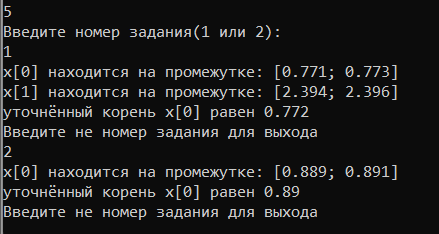 5
Введите номер задания(1 или 2):
1
x[0] находится на промежутке: [0.771; 0.773]
x[1] находится на промежутке: [2.394; 2.396]
уточнённый корень x[0] равен 0.772
Введите не номер задания для выхода
2
x[0] находится на промежутке: [0.889; 0.891]
уточнённый корень x[0] равен 0.89
Введите не номер задания для выхода